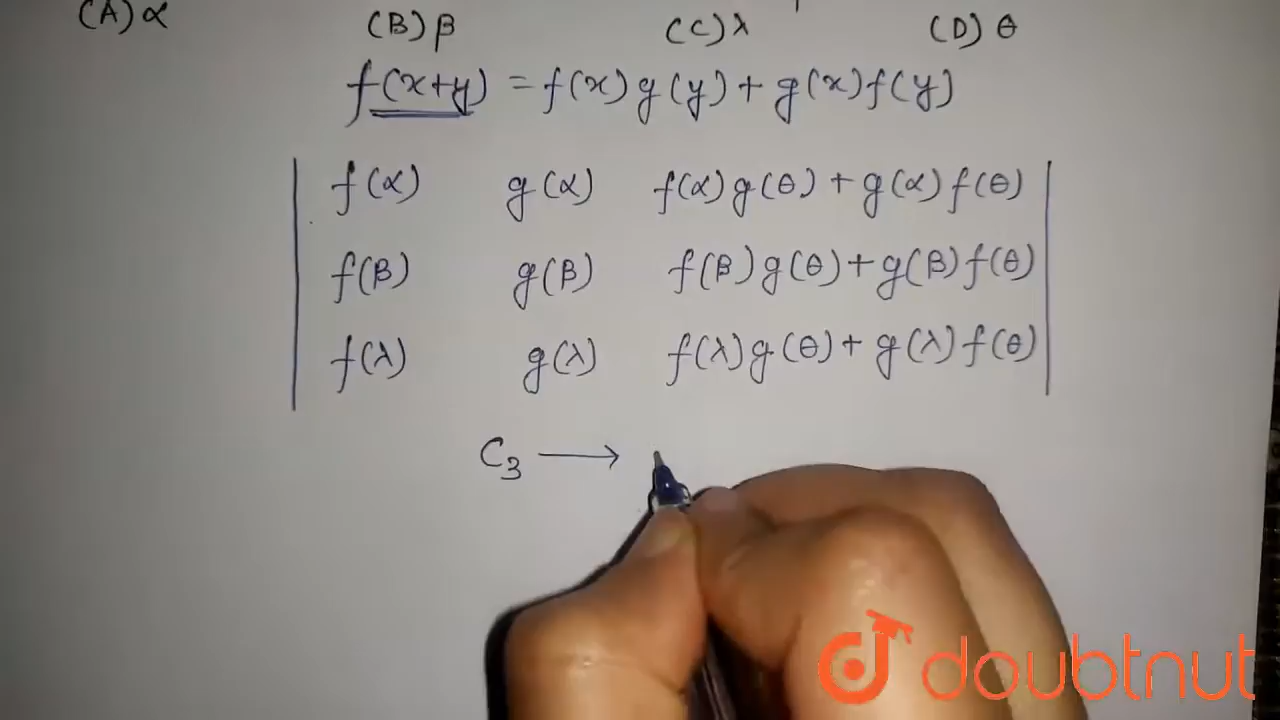 (A) α (B) β (C) λ (D) θ
f(x+y) = f(x) g(y) + g(x) f(y)
f(α) g(α) f(α) g(θ) + g(α) f(θ)
f(β) g(β) f(β) g(θ) + g(β) f(θ)
f(λ) g(λ) f(λ) g(θ) + g(λ) f(θ)
C₃ →
doubtnut